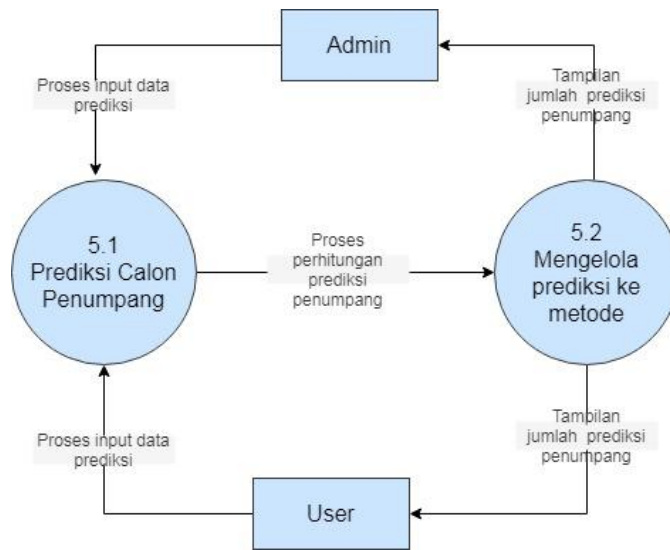 Admin
Proses input data
prediksi
Tampilan
jumlah prediksi
penumpang
5.1
Prediksi Calon
Penumpang
Proses
perhitungan
prediksi
penumpang
5.2
Mengelola
prediksi ke
metode
Proses input data
prediksi
Tampilan
jumlah prediksi
penumpang
User